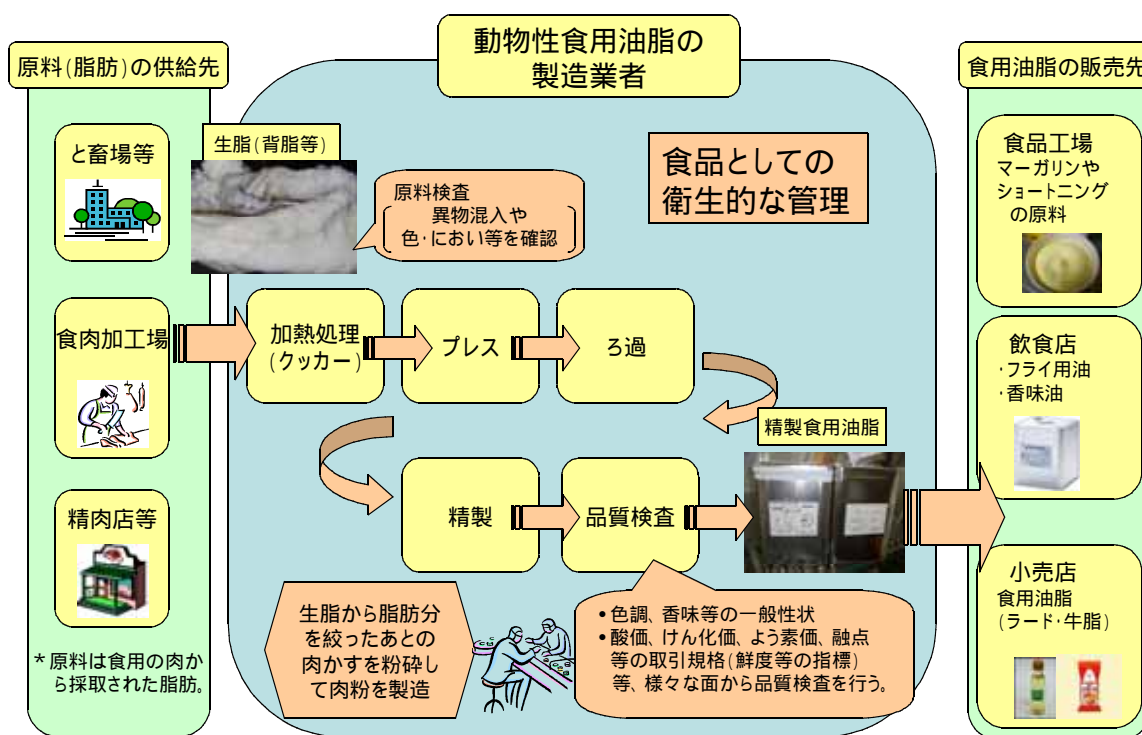 動物性食用油脂の
製造業者
原料(脂肪)の供給先
食用油脂の販売先
と畜場等
食肉加工場
精肉店等
*原料は食用の肉か
ら採取された脂肪。
生脂(背脂等)
原料検査
異物混入や
色・におい等を確認
食品としての
衛生的な管理
加熱処理
(クッカー)
プレス
ろ過
精製
品質検査
精製食用油脂
生脂から脂肪分
を絞ったあとの
肉かすを粉砕し
て肉粉を製造
•色調、香味等の一般性状
•酸価、けん化価、よう素価、融点
等の取引規格(鮮度等の指標)
等、様々な面から品質検査を行う。
食品工場
マーガリンや
ショートニング
の原料
飲食店
・フライ用油
・香味油
小売店
食用油脂
(ラード・牛脂)